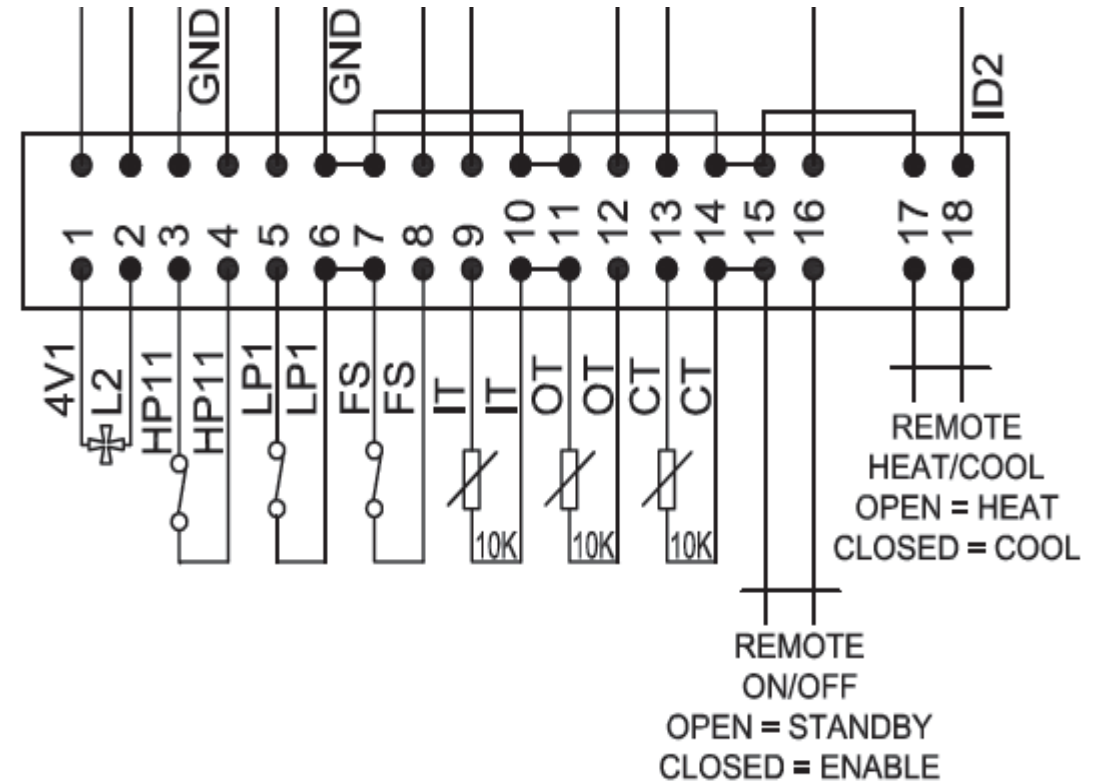 GND
GND
ID2
1
2
3
4
5
6
7
8
9
10
11
12
13
14
15
16
17
18
4V1
L2
HP11
HP11
LP1
LP1
FS
FS
IT
IT
OT
OT
CT
CT
10K
10K
10K
REMOTE
HEAT/COOL
OPEN = HEAT
CLOSED = COOL
REMOTE
ON/OFF
OPEN = STANDBY
CLOSED = ENABLE